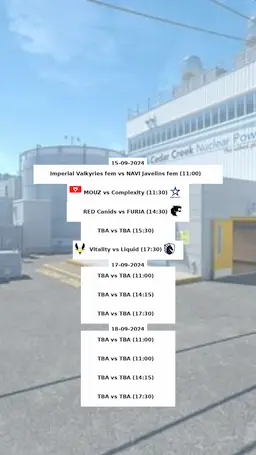 Cedar Creek Nuclear Pow
15-09-2024
Imperial Valkyries fem vs NAVI Javelins fem (11:00)
MOUZ vs Complexity (11:30)
RED Canids vs FURIA (14:30)
TBA vs TBA (15:30)
Vitality vs Liquid (17:30)
17-09-2024
TBA vs TBA (11:00)
TBA vs TBA (14:15)
TBA vs TBA (17:30)
18-09-2024
TBA vs TBA (11:00)
TBA vs TBA (11:00)
TBA vs TBA (14:15)
TBA vs TBA (17:30)